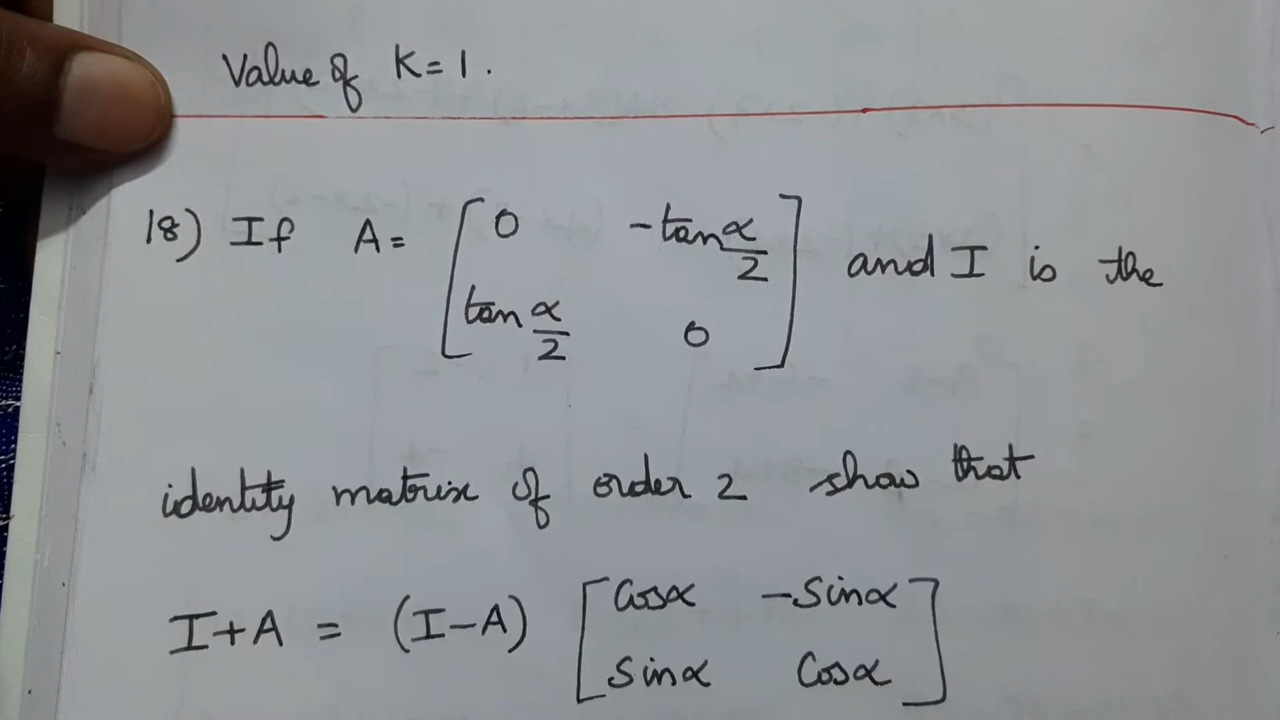 Value of K=1.
18) If A= [ 0 -tan α/2 ; tan α/2 0 ] and I is the
identity matrix of order 2 show that
I+A = (I-A) [ Cosα -Sinα ; Sinα Cosα ]